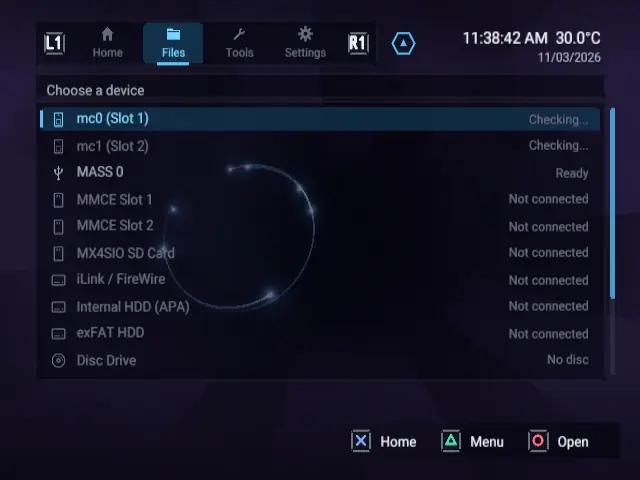 L1
Home
Files
Tools
Settings
R1
11:38:42 AM 30.0°C
11/03/2026
Choose a device
mc0 (Slot 1) Checking...
mc1 (Slot 2) Checking...
MASS 0 Ready
MMCE Slot 1 Not connected
MMCE Slot 2 Not connected
MX4SIO SD Card Not connected
iLink / FireWire Not connected
Internal HDD (APA) Not connected
exFAT HDD Not connected
Disc Drive No disc
Home Menu Open